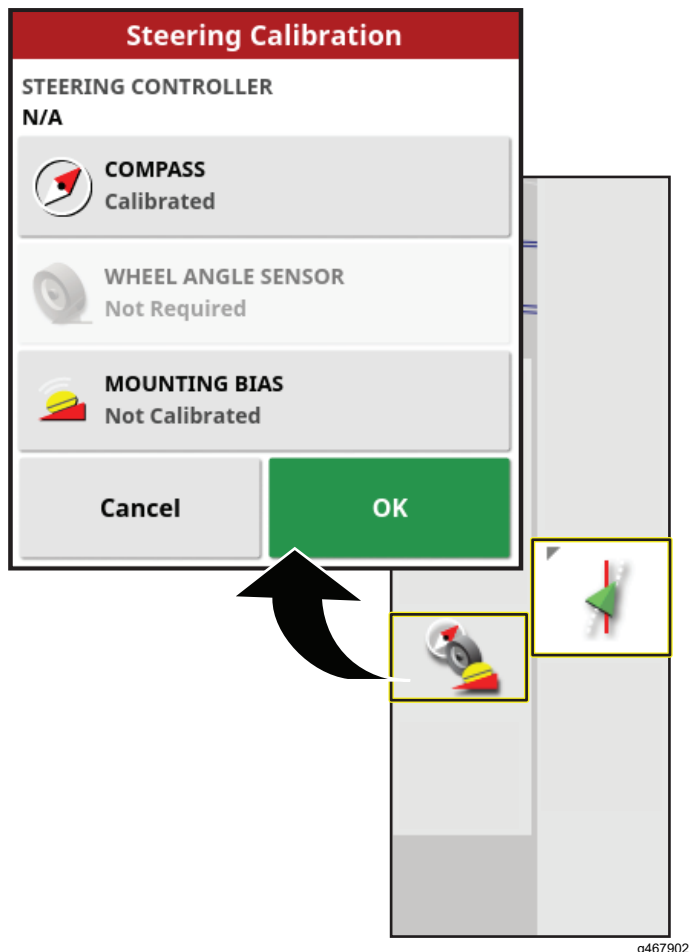 Steering Calibration
STEERING CONTROLLER
N/A
COMPASS
Calibrated
WHEEL ANGLE SENSOR
Not Required
MOUNTING BIAS
Not Calibrated
Cancel
OK
g467902